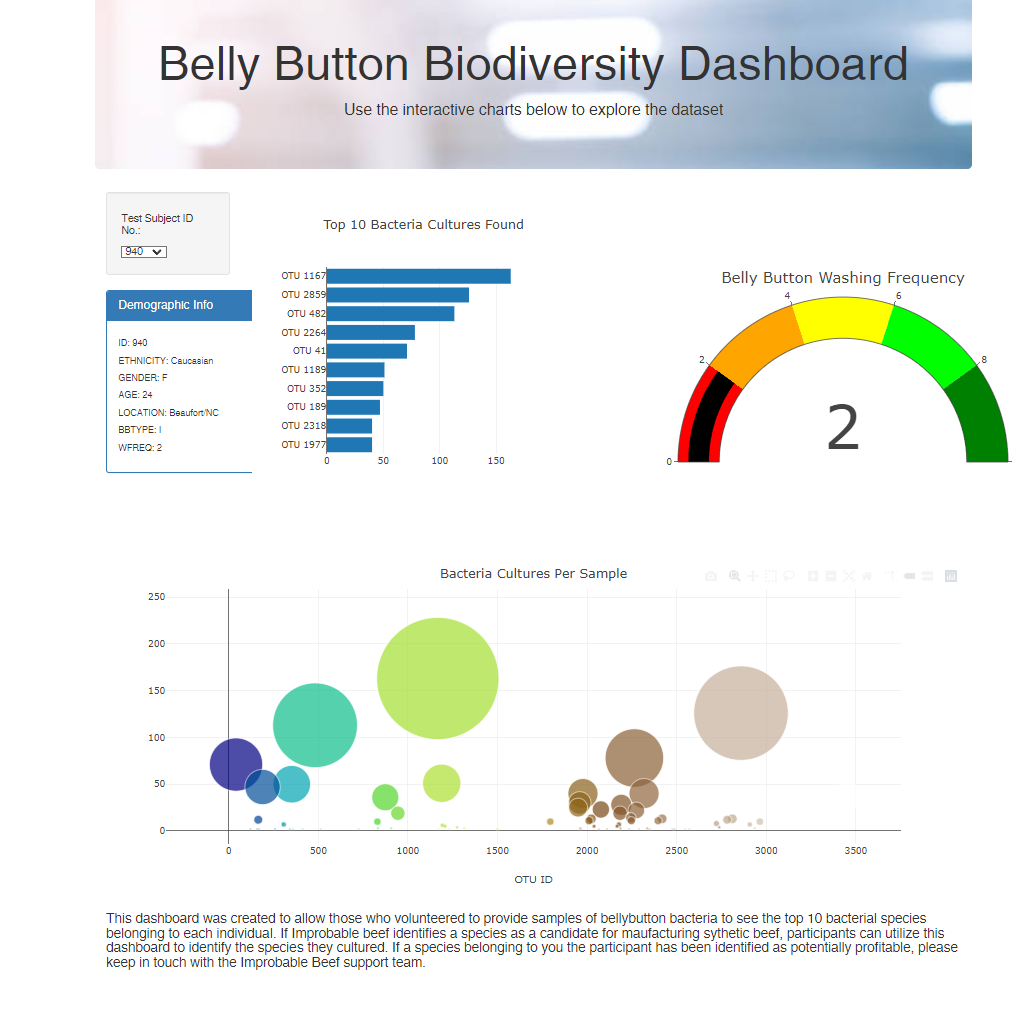 Belly Button Biodiversity Dashboard
Use the interactive charts below to explore the dataset
Test Subject ID
No.:
940
Demographic Info
ID: 940
ETHNICITY: Caucasian
GENDER: F
AGE: 24
LOCATION: Beaufort/NC
BBTYPE: I
WFREQ: 2
Top 10 Bacteria Cultures Found
OTU 1167
OTU 2859
OTU 482
OTU 2264
OTU 41
OTU 1189
OTU 352
OTU 189
OTU 2318
OTU 1977
0 50 100 150
Belly Button Washing Frequency
0
2
4
6
8
2
Bacteria Cultures Per Sample
250
200
150
100
50
0
0 500 1000 1500 2000 2500 3000 3500
OTU ID
This dashboard was created to allow those who volunteered to provide samples of bellybutton bacteria to see the top 10 bacterial species
belonging to each individual. If Improbable beef identifies a species as a candidate for maufacturing sythetic beef, participants can utilize this
dashboard to identify the species they cultured. If a species belonging to you the participant has been identified as potentially profitable, please
keep in touch with the Improbable Beef support team.